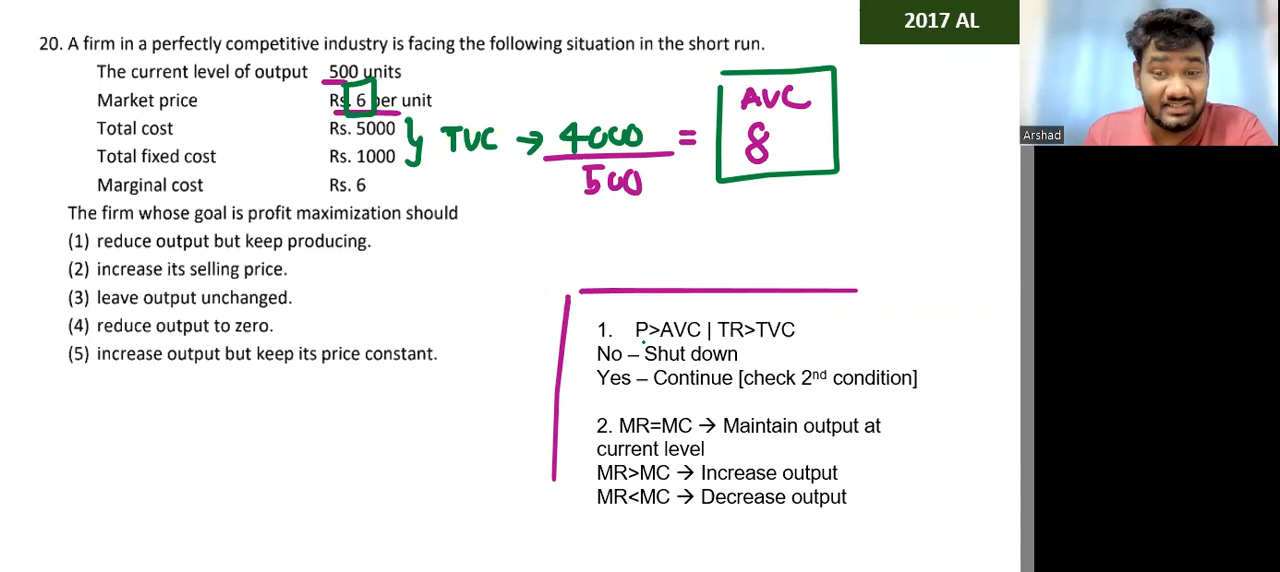 2017 AL
20. A firm in a perfectly competitive industry is facing the following situation in the short run.
The current level of output 500 units
Market price Rs. 6 per unit
Total cost Rs. 5000
Total fixed cost Rs. 1000
Marginal cost Rs. 6
TVC → 4000 / 500 = AVC 8
The firm whose goal is profit maximization should
(1) reduce output but keep producing.
(2) increase its selling price.
(3) leave output unchanged.
(4) reduce output to zero.
(5) increase output but keep its price constant.
1. P>AVC | TR>TVC
No – Shut down
Yes – Continue [check 2nd condition]
2. MR=MC → Maintain output at
current level
MR>MC → Increase output
MR<MC → Decrease output
Arshad